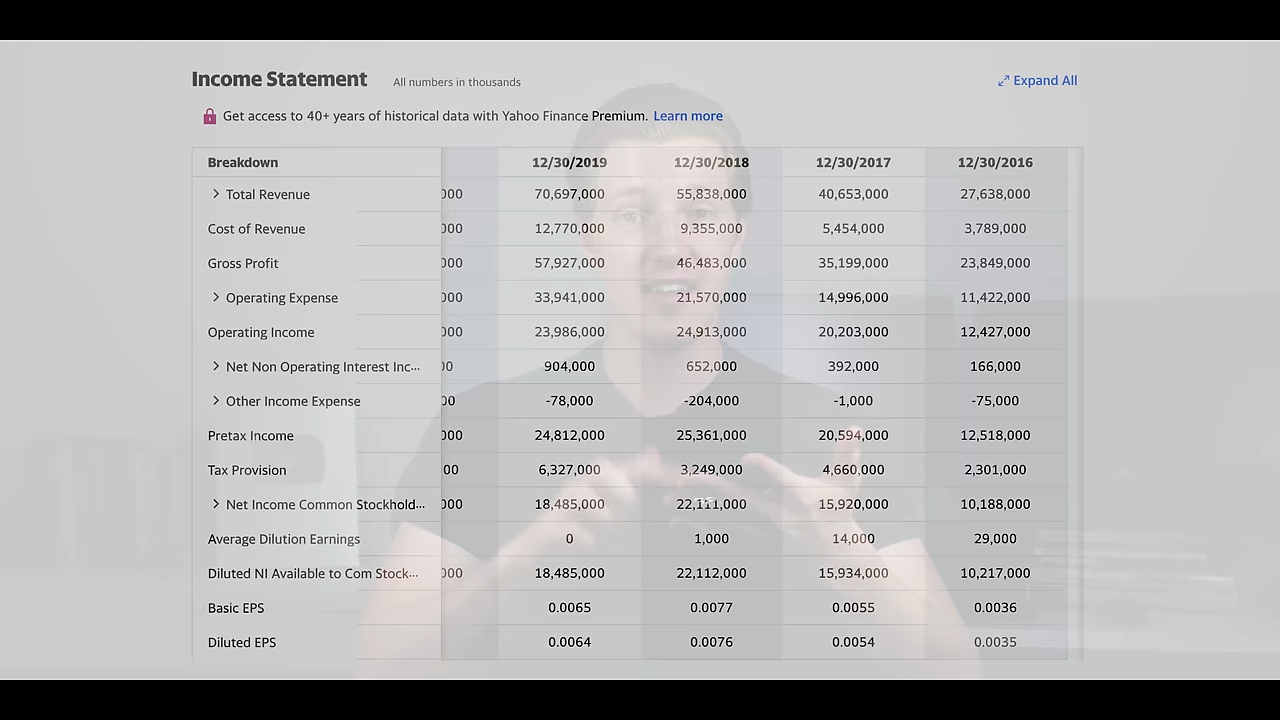 Income Statement All numbers in thousands Expand All
Get access to 40+ years of historical data with Yahoo Finance Premium. Learn more
Breakdown 12/30/2019 12/30/2018 12/30/2017 12/30/2016
Total Revenue 000 70,697,000 55,838,000 40,653,000 27,638,000
Cost of Revenue 000 12,770,000 9,355,000 5,454,000 3,789,000
Gross Profit 000 57,927,000 46,483,000 35,199,000 23,849,000
Operating Expense 000 33,941,000 21,570,000 14,996,000 11,422,000
Operating Income 000 23,986,000 24,913,000 20,203,000 12,427,000
Net Non Operating Interest Inc... 00 904,000 652,000 392,000 166,000
Other Income Expense 00 -78,000 -204,000 -1,000 -75,000
Pretax Income 000 24,812,000 25,361,000 20,594,000 12,518,000
Tax Provision 00 6,327,000 3,249,000 4,660,000 2,301,000
Net Income Common Stockhold... 000 18,485,000 22,111,000 15,920,000 10,188,000
Average Dilution Earnings 0 1,000 14,000 29,000
Diluted NI Available to Com Stock... 000 18,485,000 22,112,000 15,934,000 10,217,000
Basic EPS 0.0065 0.0077 0.0055 0.0036
Diluted EPS 0.0064 0.0076 0.0054 0.0035